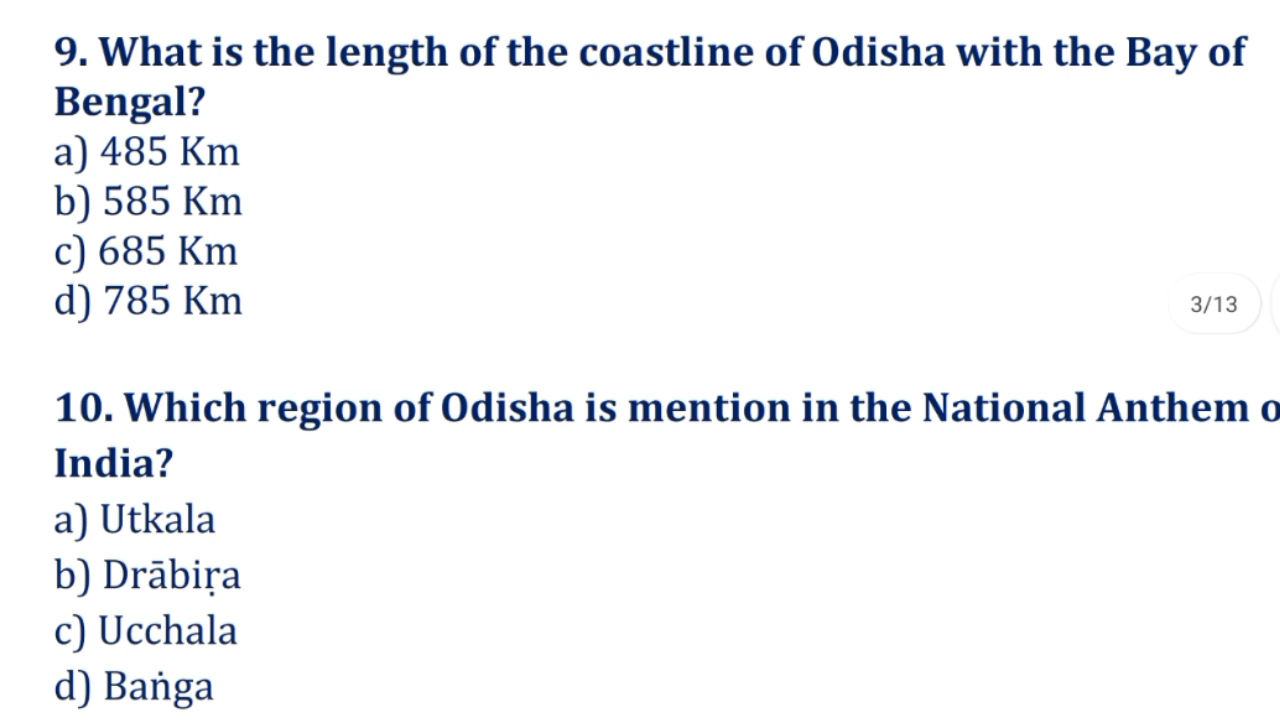 9. What is the length of the coastline of Odisha with the Bay of
Bengal?
a) 485 Km
b) 585 Km
c) 685 Km
d) 785 Km
3/13
10. Which region of Odisha is mention in the National Anthem o
India?
a) Utkala
b) Drābiṛa
c) Ucchala
d) Baṅga